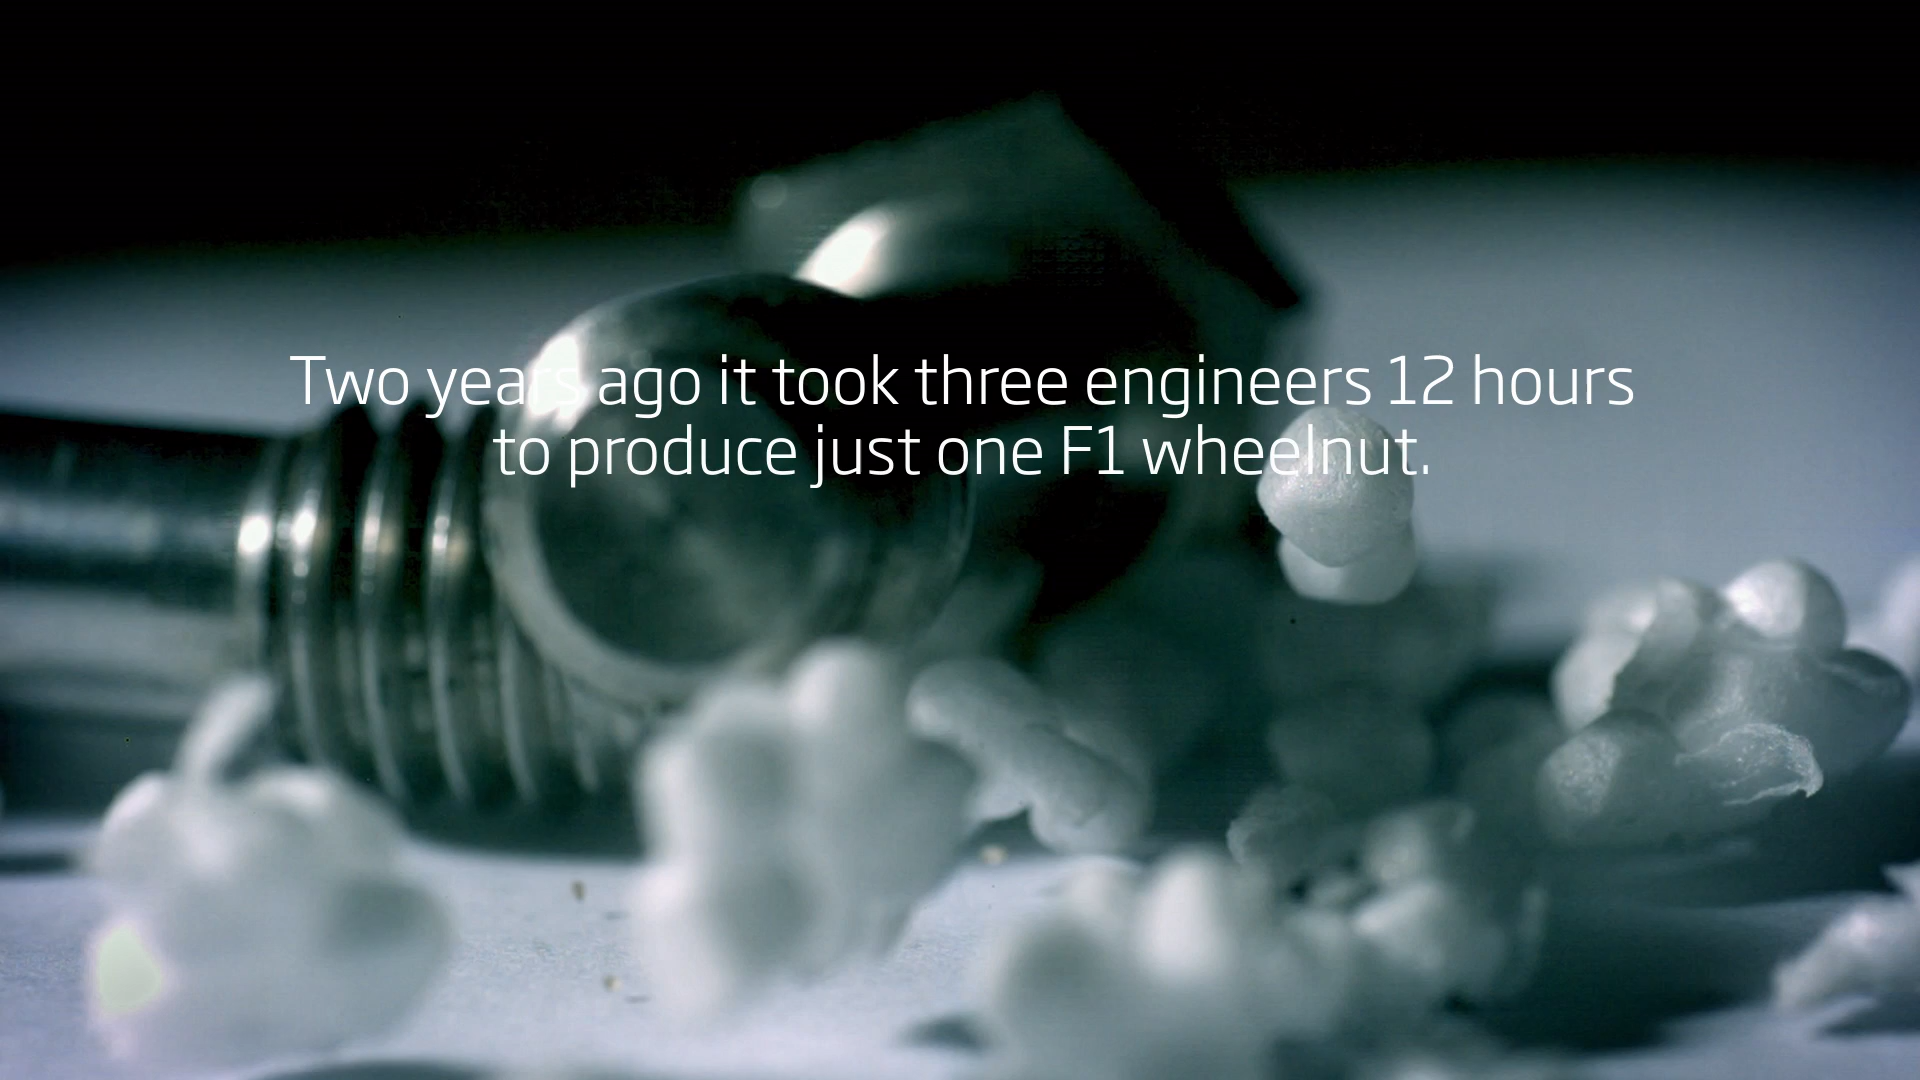 Two years ago it took three engineers 12 hours
to produce just one F1 wheelnut.